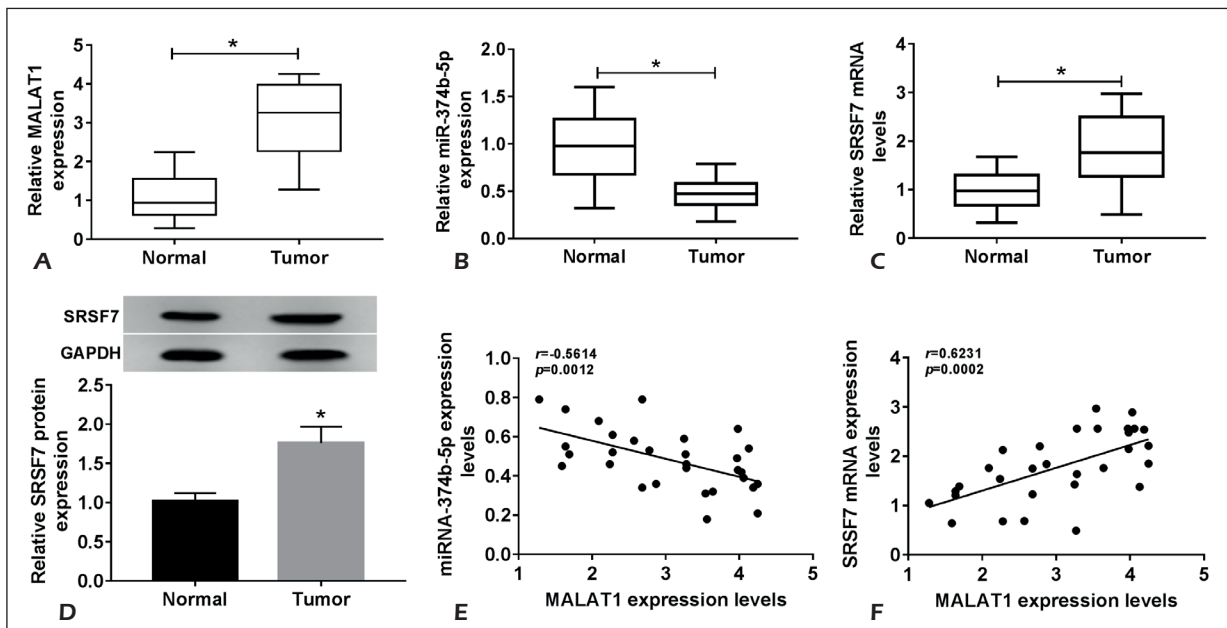 Relative MALAT1
expression
5
4
3
2
1
0
*
Normal
Tumor
A
Relative miR-374b-5p
expression
2.0
1.5
1.0
0.5
0.0
*
Normal
Tumor
B
Relative SRSF7 mRNA
levels
4
3
2
1
0
*
Normal
Tumor
C
SRSF7
GAPDH
Relative SRSF7 protein
expression
2.5
2.0
1.5
1.0
0.5
0.0
*
Normal
Tumor
D
miRNA-374b-5p expression
levels
1.0
0.8
0.6
0.4
0.2
0.0
r=-0.5614
p=0.0012
1 2 3 4 5
MALAT1 expression levels
E
SRSF7 mRNA expression
levels
4
3
2
1
0
r=0.6231
p=0.0002
1 2 3 4 5
MALAT1 expression levels
F